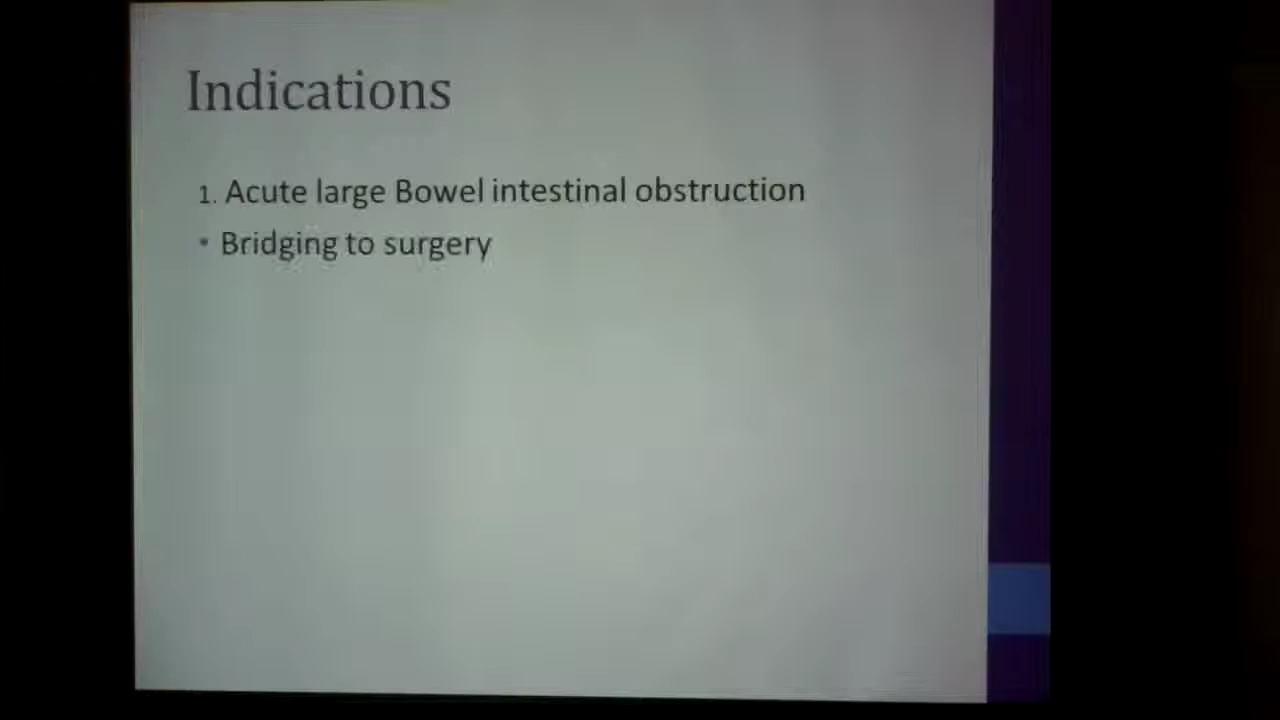 Indications
1. Acute large Bowel intestinal obstruction
• Bridging to surgery